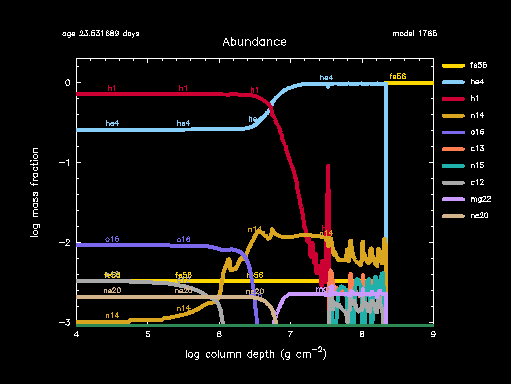 age 23.531689 days
model 1765
Abundance
fe56
he4
h1
n14
o16
c13
n15
c12
mg22
ne20
0
−1
−2
−3
log mass fraction
h1 h1 h1
he4 he4 he
he4
fe56
o16 o16
fe56 fe56
ne20 ne20 ne20
n14 n14 n14 n14
4 5 6 7 8 9
log column depth (g cm⁻²)